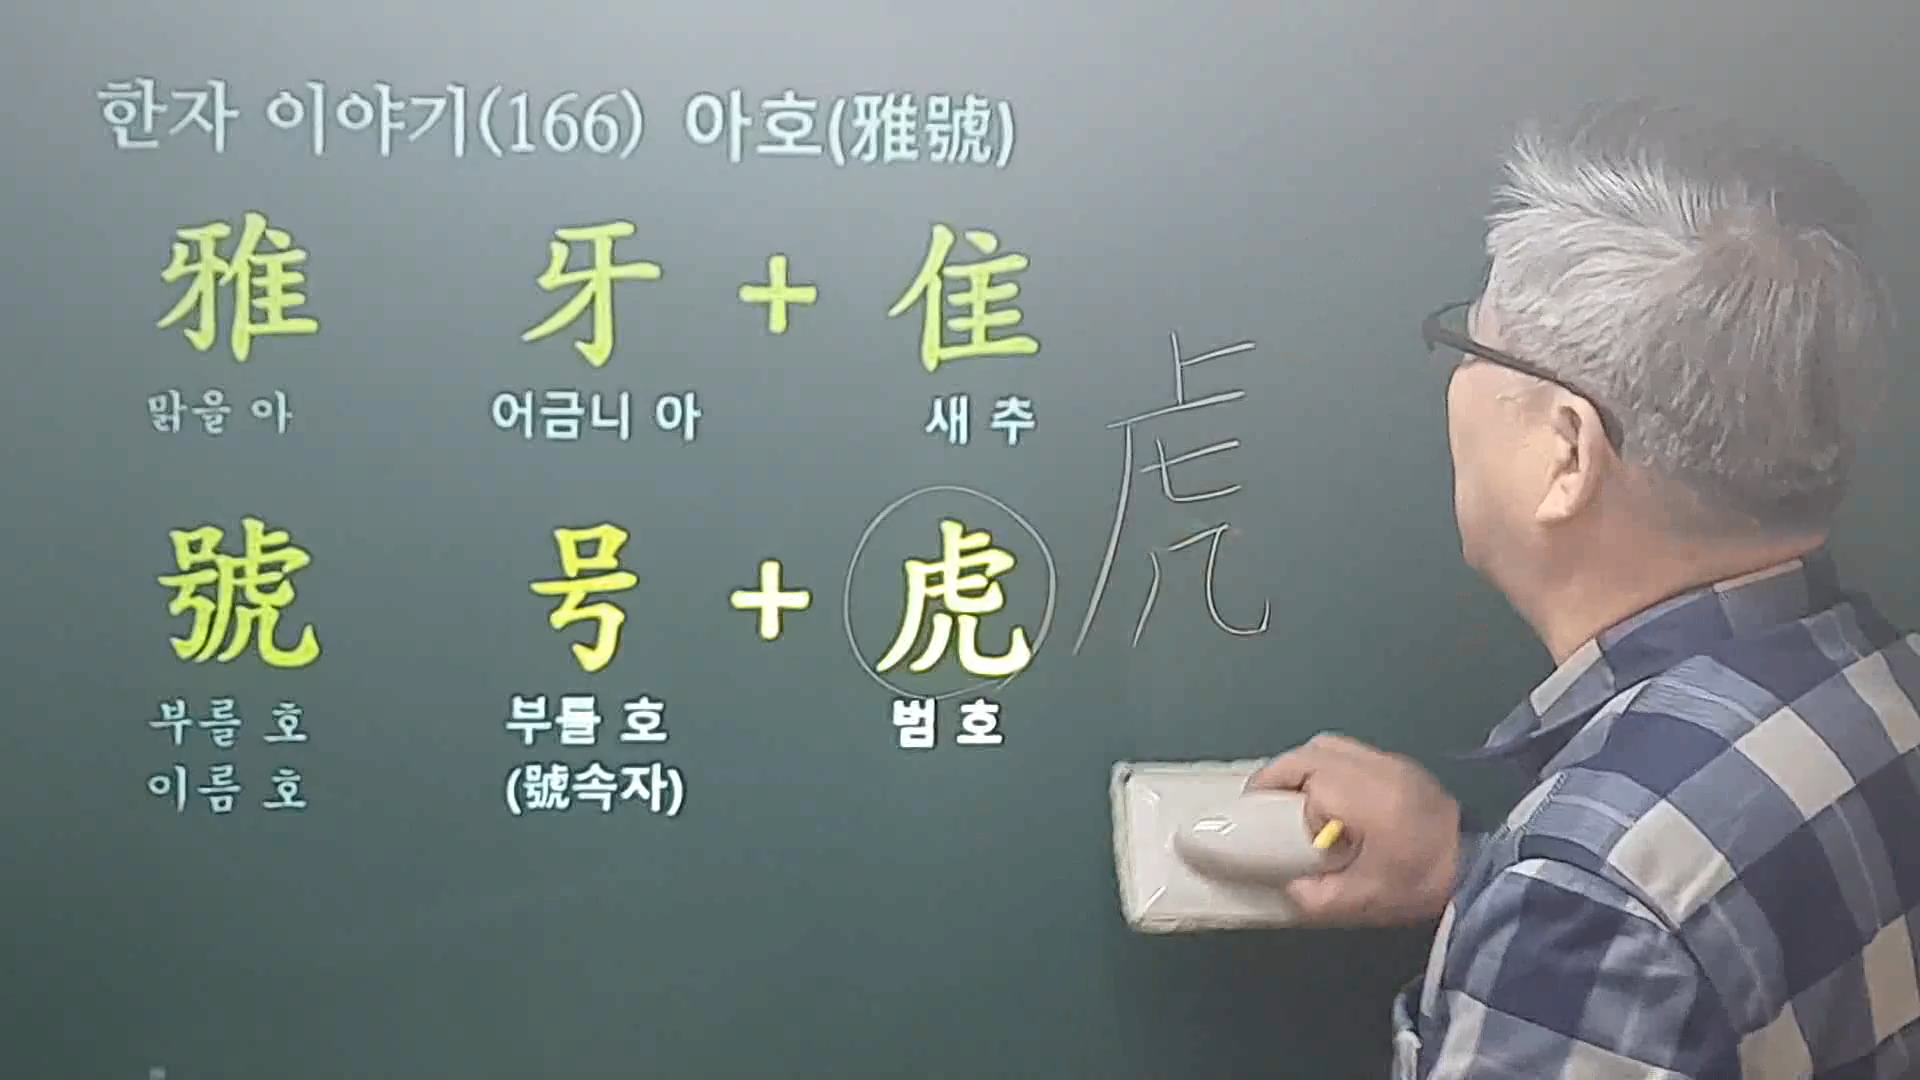 한자 이야기(166) 아호(雅號)
雅 牙 + 隹
맑을 아 어금니 아 새 추
號 号 + 虎 虎
부를 호 부를 호 범 호
이름 호 (號속자)